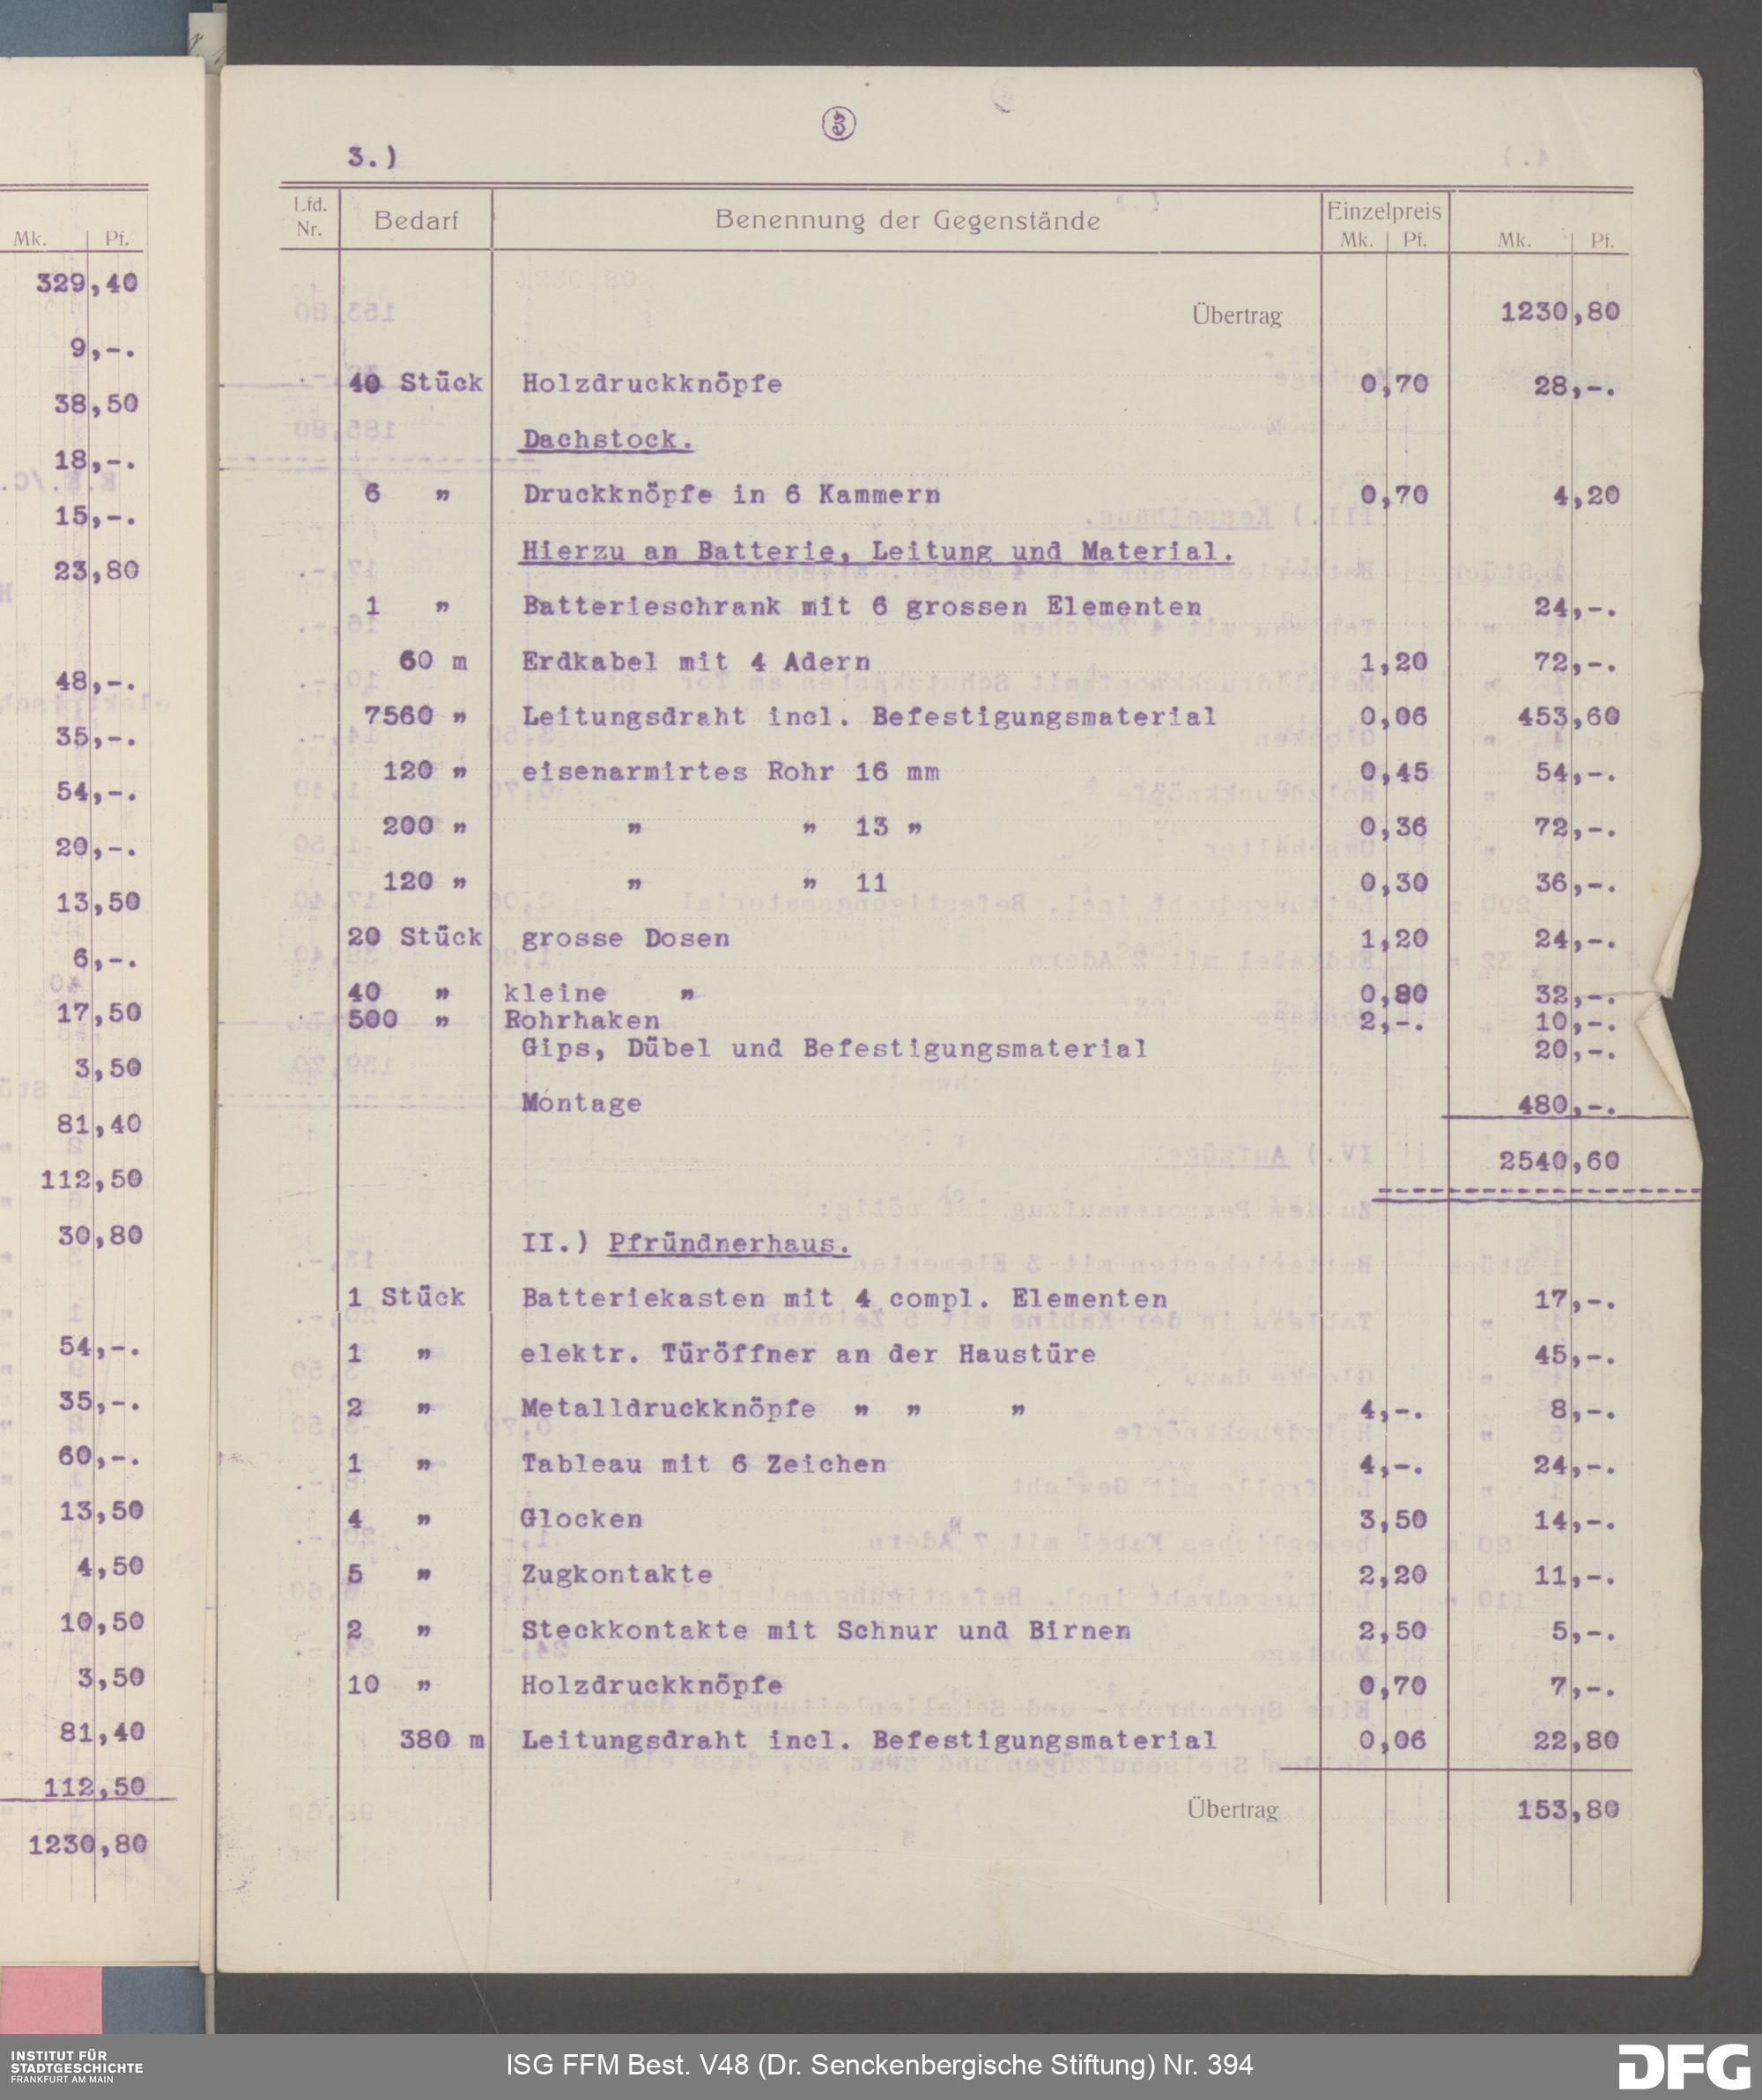 Mk. Pf.
329,40
9,-.
38,50
18,-.
15,-.
23,80
48,-.
35,-.
54,-.
20,-.
13,50
6,-.
17,50
3,50
81,40
112,50
30,80
54,-.
35,-.
60,-.
13,50
4,50
10,50
3,50
81,40
112,50
1230,80
3
3.)
Lfd. Nr. Bedarf Benennung der Gegenstände Einzelpreis Mk. Pf. Mk. Pf.
Übertrag 1230,80
40 Stück Holzdruckknöpfe 0,70 28,-.
Dachstock.
6 " Druckknöpfe in 6 Kammern 0,70 4,20
Hierzu an Batterie, Leitung und Material.
1 " Batterieschrank mit 6 grossen Elementen 24,-.
60 m Erdkabel mit 4 Adern 1,20 72,-.
7560 " Leitungsdraht incl. Befestigungsmaterial 0,06 453,60
120 " eisenarmirtes Rohr 16 mm 0,45 54,-.
200 " " " 13 " 0,36 72,-.
120 " " " 11 0,30 36,-.
20 Stück grosse Dosen 1,20 24,-.
40 " kleine " 0,80 32,-.
500 " Rohrhaken 2,-. 10,-.
Gips, Dübel und Befestigungsmaterial 20,-.
Montage 480,-.
2540,60
II.) Pfründnerhaus.
1 Stück Batteriekasten mit 4 compl. Elementen 17,-.
1 " elektr. Türöffner an der Haustüre 45,-.
2 " Metalldruckknöpfe " " " 4,-. 8,-.
1 " Tableau mit 6 Zeichen 4,-. 24,-.
4 " Glocken 3,50 14,-.
5 " Zugkontakte 2,20 11,-.
2 " Steckkontakte mit Schnur und Birnen 2,50 5,-.
10 " Holzdruckknöpfe 0,70 7,-.
380 m Leitungsdraht incl. Befestigungsmaterial 0,06 22,80
Übertrag 153,80
INSTITUT FÜR
STADTGESCHICHTE
FRANKFURT AM MAIN
ISG FFM Best. V48 (Dr. Senckenbergische Stiftung) Nr. 394
DFG